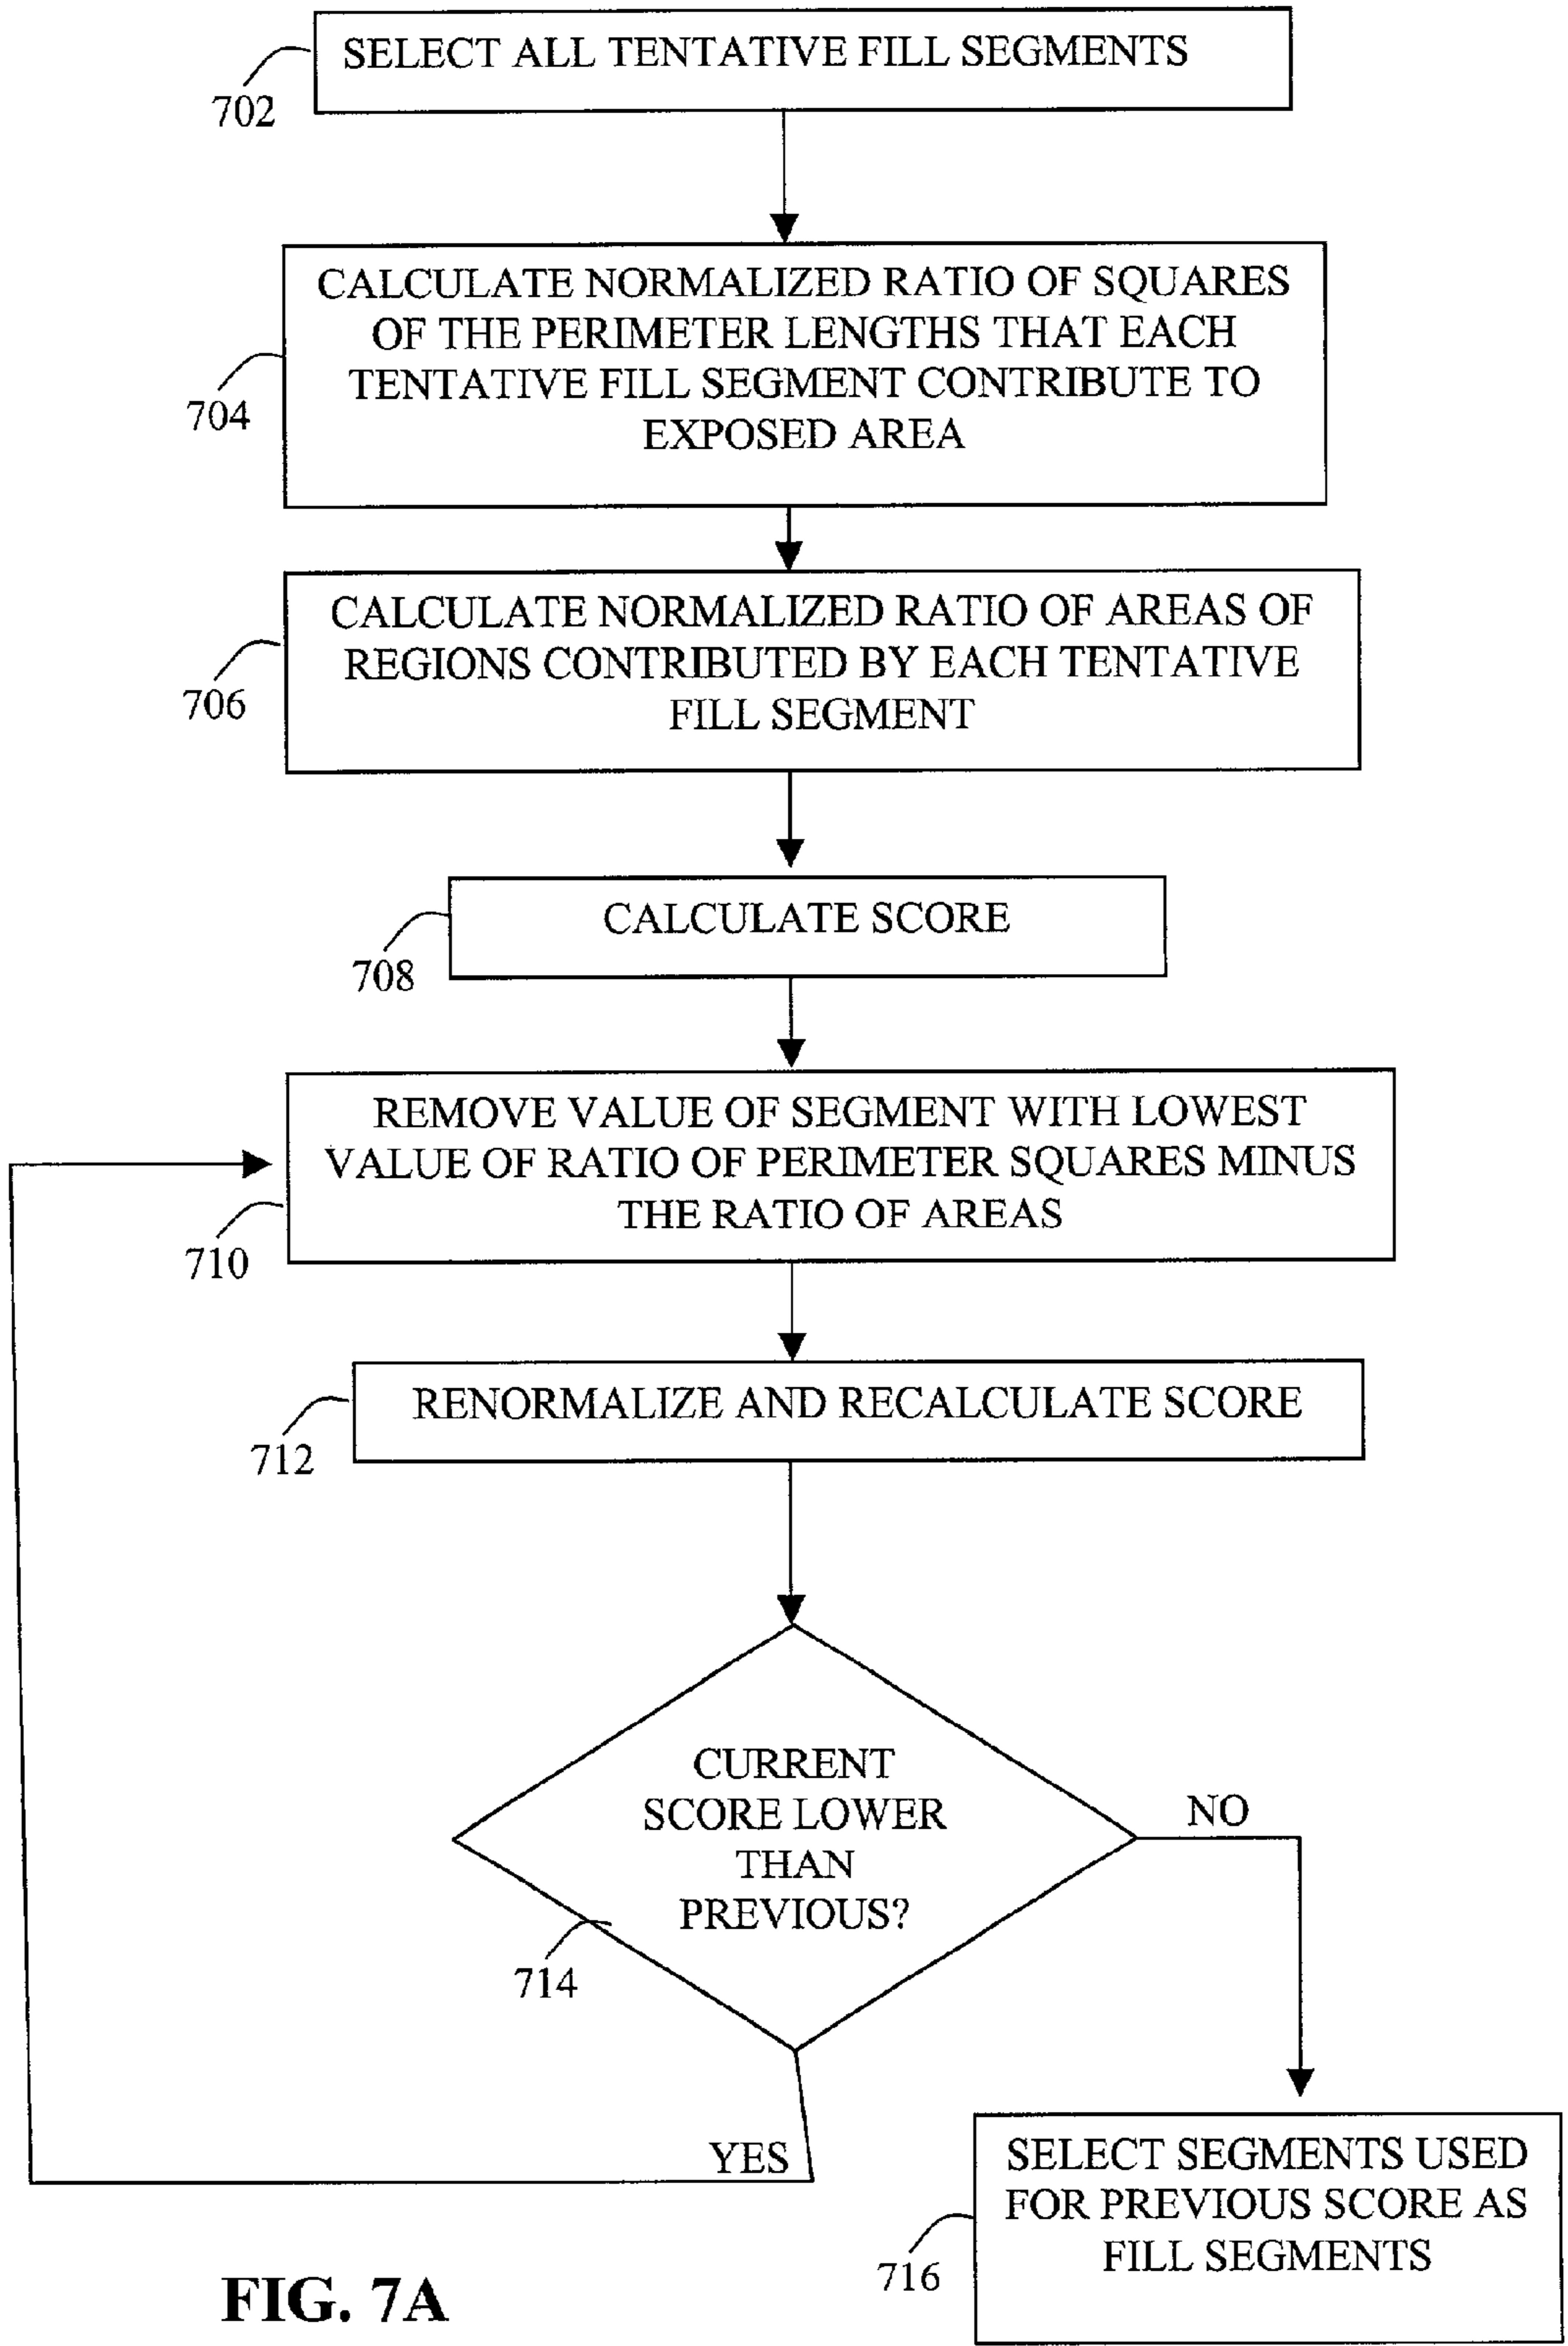 SELECT ALL TENTATIVE FILL SEGMENTS
702
CALCULATE NORMALIZED RATIO OF SQUARES
OF THE PERIMETER LENGTHS THAT EACH
TENTATIVE FILL SEGMENT CONTRIBUTE TO
EXPOSED AREA
704
CALCULATE NORMALIZED RATIO OF AREAS OF
REGIONS CONTRIBUTED BY EACH TENTATIVE
FILL SEGMENT
706
CALCULATE SCORE
708
REMOVE VALUE OF SEGMENT WITH LOWEST
VALUE OF RATIO OF PERIMETER SQUARES MINUS
THE RATIO OF AREAS
710
RENORMALIZE AND RECALCULATE SCORE
712
CURRENT
SCORE LOWER
THAN
PREVIOUS?
714
NO
YES
SELECT SEGMENTS USED
FOR PREVIOUS SCORE AS
FILL SEGMENTS
716
FIG. 7A